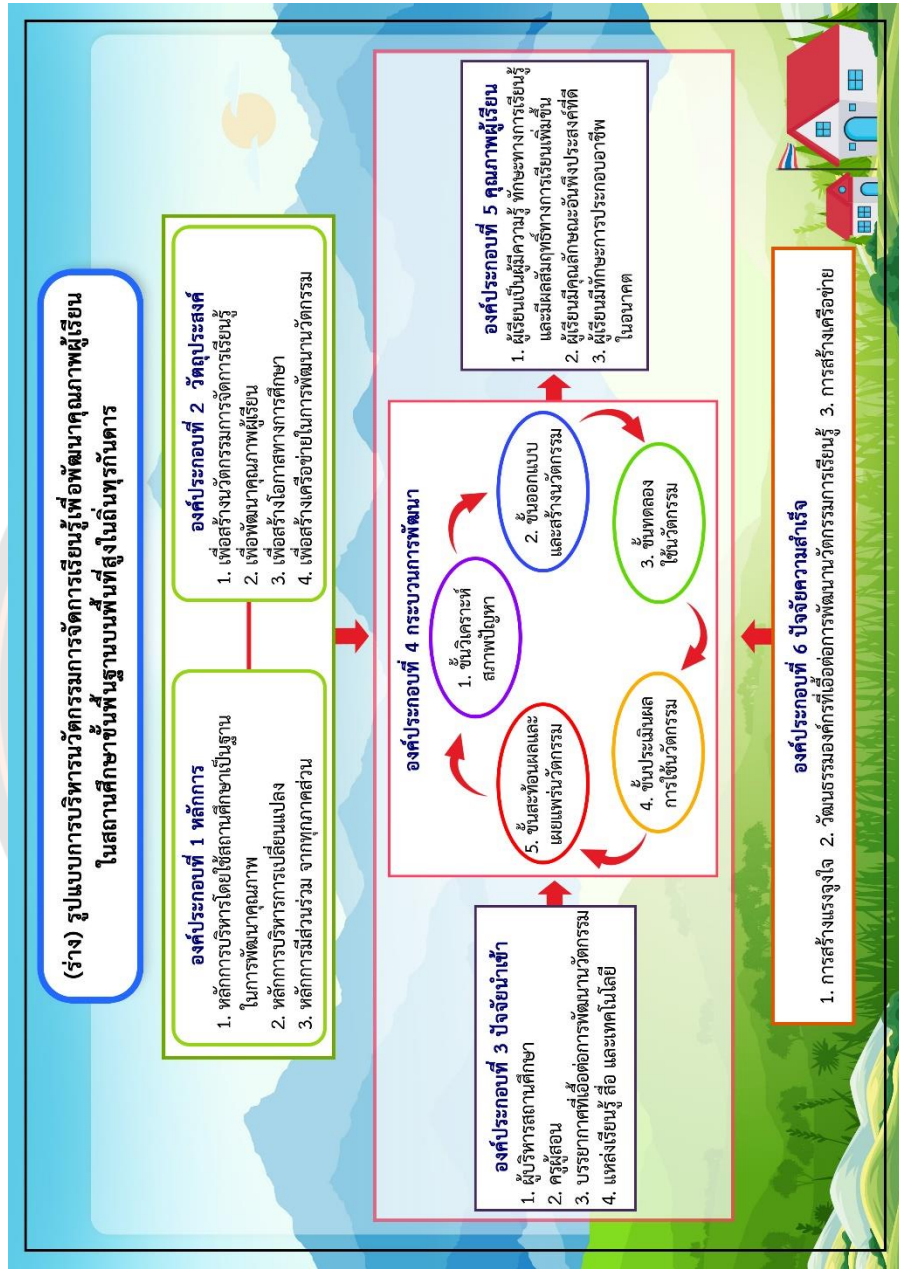 (ร่าง) รูปแบบการบริหารนวัตกรรมการจัดการเรียนรู้เพื่อพัฒนาคุณภาพผู้เรียน
ในสถานศึกษาขั้นพื้นฐานบนพื้นที่สูงในถิ่นทุรกันดาร
องค์ประกอบที่ 1 หลักการ
1. หลักการบริหารโดยใช้สถานศึกษาเป็นฐาน
ในการพัฒนาคุณภาพ
2. หลักการบริหารการเปลี่ยนแปลง
3. หลักการมีส่วนร่วม จากทุกภาคส่วน
องค์ประกอบที่ 2 วัตถุประสงค์
1. เพื่อสร้างนวัตกรรมการจัดการเรียนรู้
2. เพื่อพัฒนาคุณภาพผู้เรียน
3. เพื่อสร้างโอกาสทางการศึกษา
4. เพื่อสร้างเครือข่ายในการพัฒนานวัตกรรม
องค์ประกอบที่ 3 ปัจจัยนำเข้า
1. ผู้บริหารสถานศึกษา
2. ครูผู้สอน
3. บรรยากาศที่เอื้อต่อการพัฒนานวัตกรรม
4. แหล่งเรียนรู้ สื่อ และเทคโนโลยี
องค์ประกอบที่ 4 กระบวนการพัฒนา
1. ขั้นวิเคราะห์
สภาพปัญหา
2. ขั้นออกแบบ
และสร้างนวัตกรรม
3. ขั้นทดลอง
ใช้นวัตกรรม
4. ขั้นประเมินผล
การใช้นวัตกรรม
5. ขั้นสะท้อนผลและ
เผยแพร่นวัตกรรม
องค์ประกอบที่ 5 คุณภาพผู้เรียน
1. ผู้เรียนเป็นผู้มีความรู้ ทักษะทางการเรียนรู้
และมีผลสัมฤทธิ์ทางการเรียนเพิ่มขึ้น
2. ผู้เรียนมีคุณลักษณะอันพึงประสงค์ที่ดี
3. ผู้เรียนมีทักษะการประกอบอาชีพ
ในอนาคต
องค์ประกอบที่ 6 ปัจจัยความสำเร็จ
1. การสร้างแรงจูงใจ 2. วัฒนธรรมองค์กรที่เอื้อต่อการพัฒนานวัตกรรมการเรียนรู้ 3. การสร้างเครือข่าย